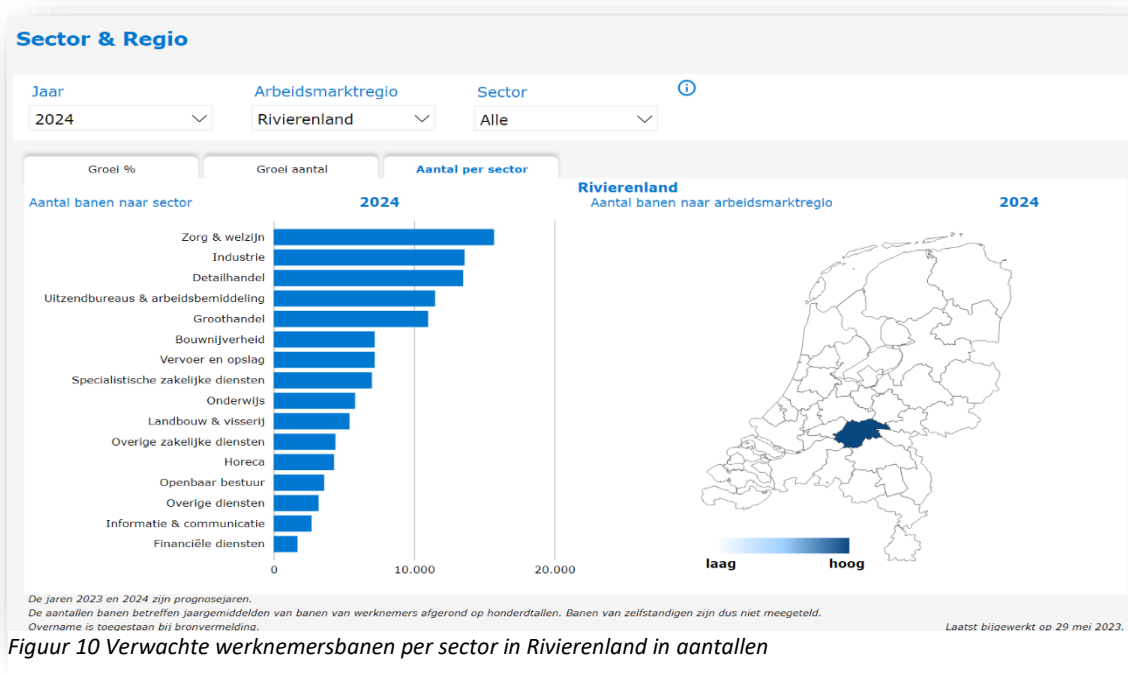 Sector & Regio
Jaar
Arbeidsmarktregio
Sector
2024
Rivierenland
Alle
Groei %
Groei aantal
Aantal per sector
Aantal banen naar sector
2024
Rivierenland
Aantal banen naar arbeidsmarktregio
2024
Zorg & welzijn
Industrie
Detailhandel
Uitzendbureaus & arbeidsbemiddeling
Groothandel
Bouwnijverheid
Vervoer en opslag
Specialistische zakelijke diensten
Onderwijs
Landbouw & visserij
Overige zakelijke diensten
Horeca
Openbaar bestuur
Overige diensten
Informatie & communicatie
Financiële diensten
0
10.000
20.000
laag
hoog
De jaren 2023 en 2024 zijn prognosejaren.
De aantallen banen betreffen jaargemiddelden van banen van werknemers afgerond op honderdtallen. Banen van zelfstandigen zijn dus niet meegeteld.
Overname is toegestaan bij bronvermelding.
Laatst bijgewerkt op 29 mei 2023.
Figuur 10 Verwachte werknemersbanen per sector in Rivierenland in aantallen